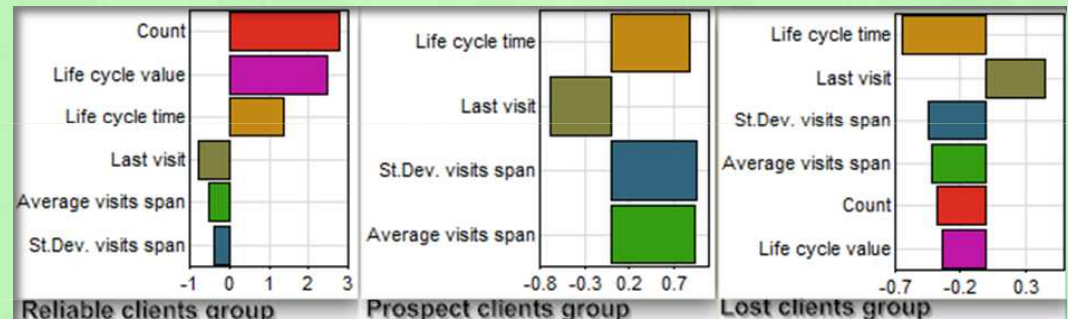 Count
Life cycle value
Life cycle time
Last visit
Average visits span
St.Dev. visits span
-1 0 1 2 3
Reliable clients group
Life cycle time
Last visit
St.Dev. visits span
Average visits span
-0.8 -0.3 0.2 0.7
Prospect clients group
Life cycle time
Last visit
St.Dev. visits span
Average visits span
Count
Life cycle value
-0.7 -0.2 0.3
Lost clients group